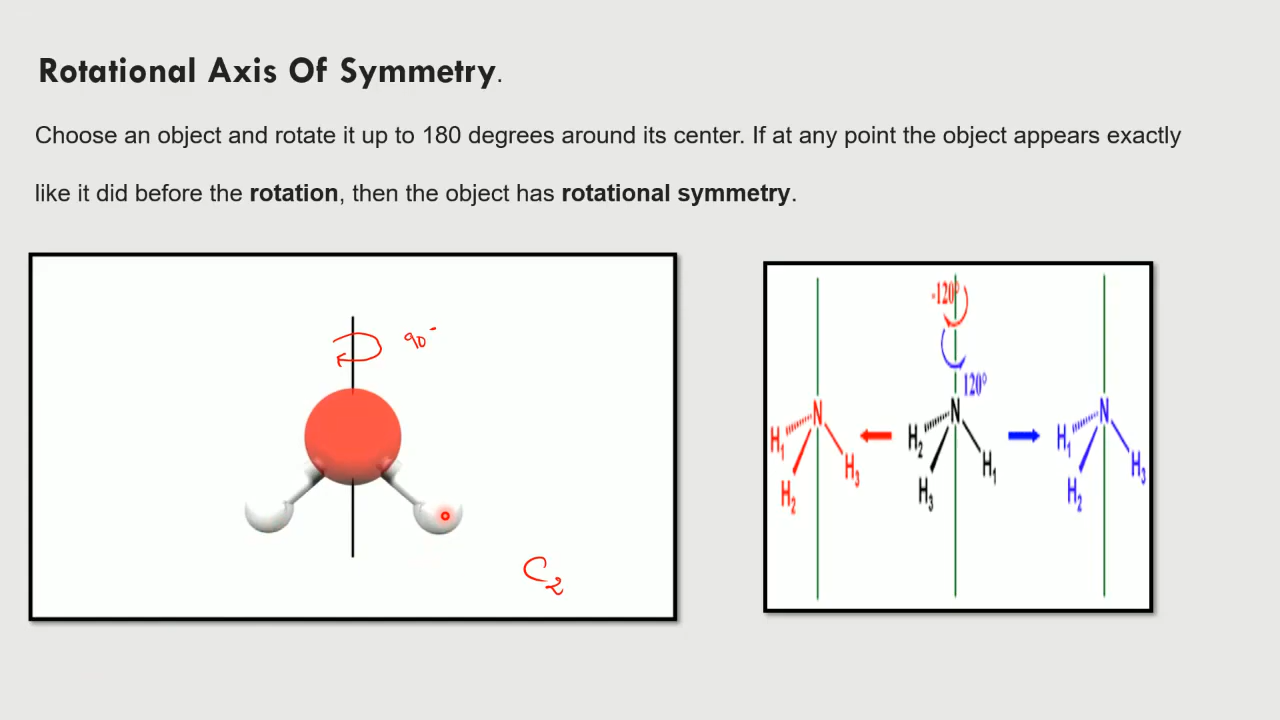 Rotational Axis Of Symmetry.
Choose an object and rotate it up to 180 degrees around its center. If at any point the object appears exactly
like it did before the rotation, then the object has rotational symmetry.
90°
C2
-120°
120°
N
H1
H2
H3
N
H2
H3
H1
N
H1
H2
H3